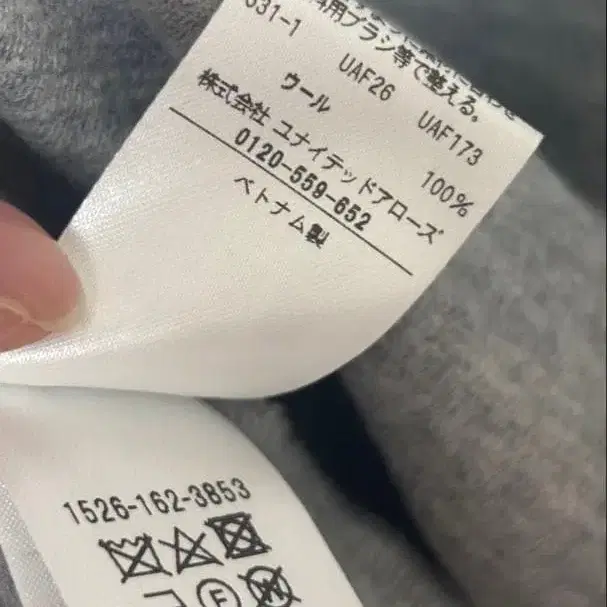 用ブラシ等で整える。
631-1 UAF26 UAF173
ウール 100%
株式会社 ユナイテッドアローズ
0120-559-652
ベトナム製
1526-162-3853
F
W